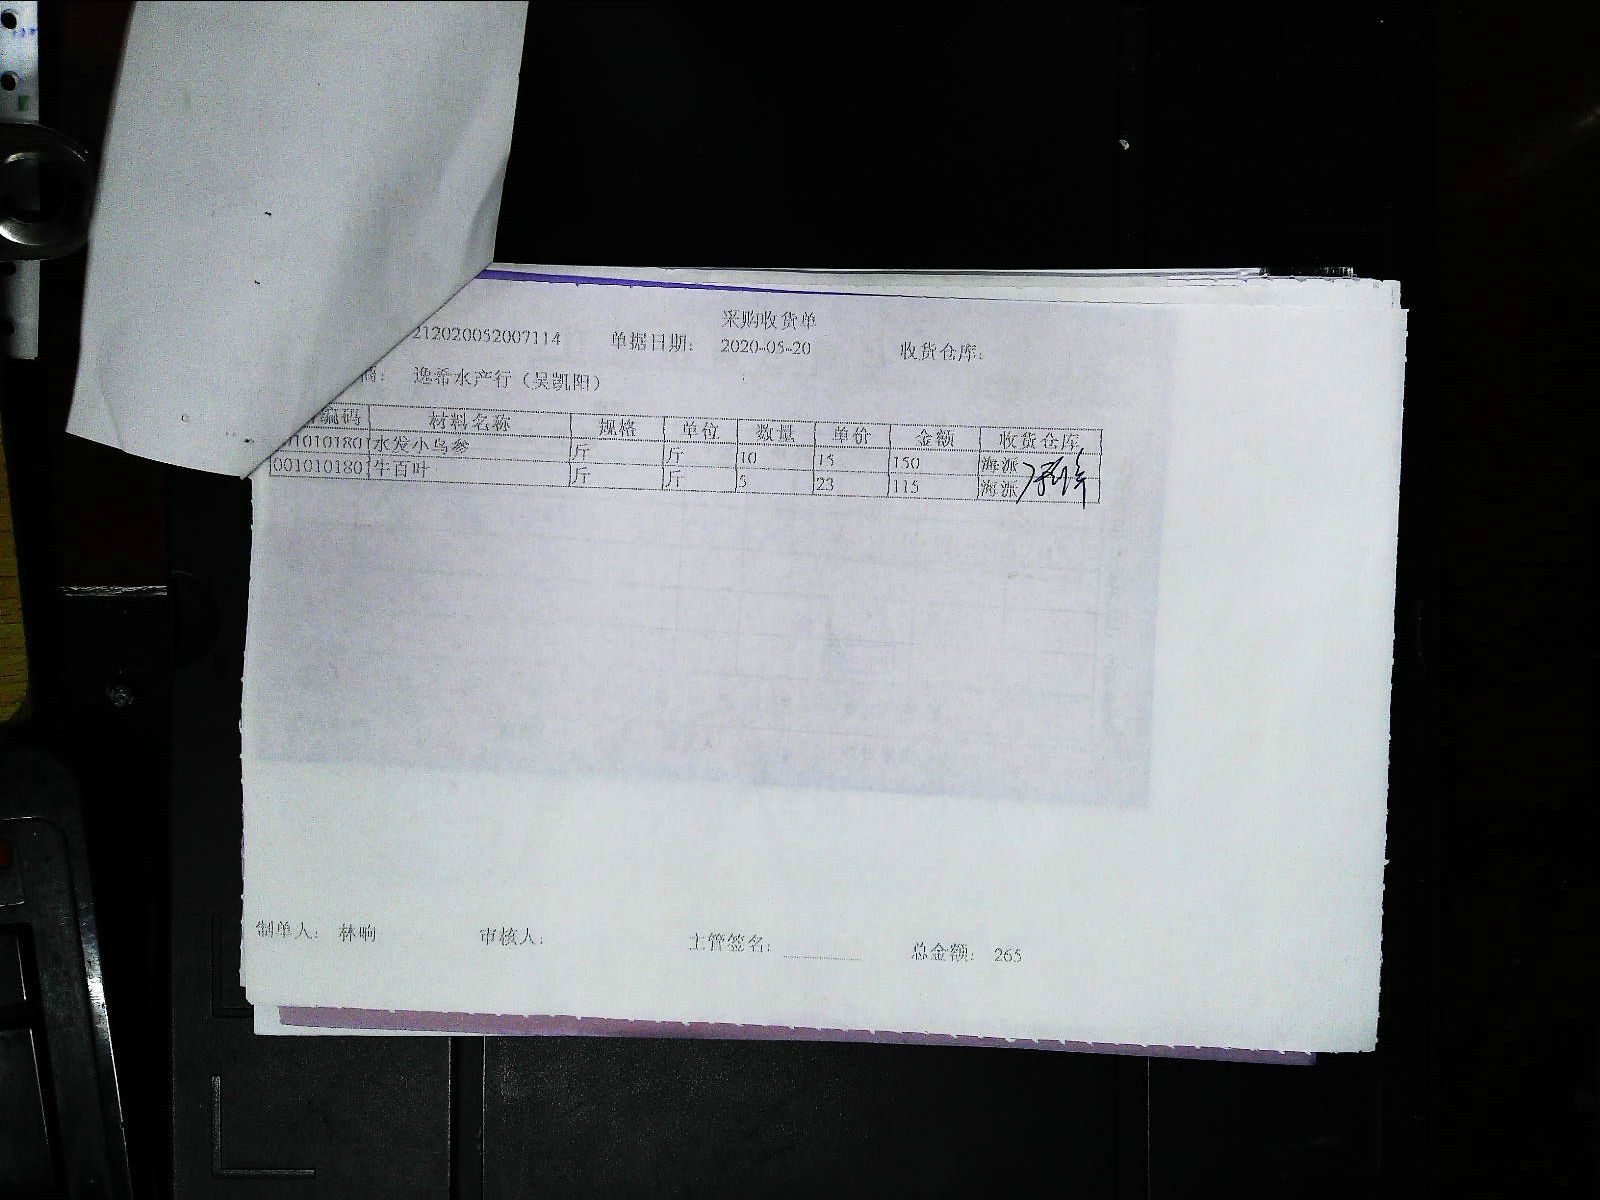 采购收货单
212020052007114 单据日期: 2020-05-20 收货仓库:
商: 逸希水产行（吴凯阳）
编码 材料名称 规格 单位 数量 单价 金额 收货仓库
01010180 水发小乌参 斤 斤 10 15 150 海派
001010180 牛百叶 斤 斤 5 23 115 海派
制单人: 林晌 审核人: 主管签名: 总金额: 265